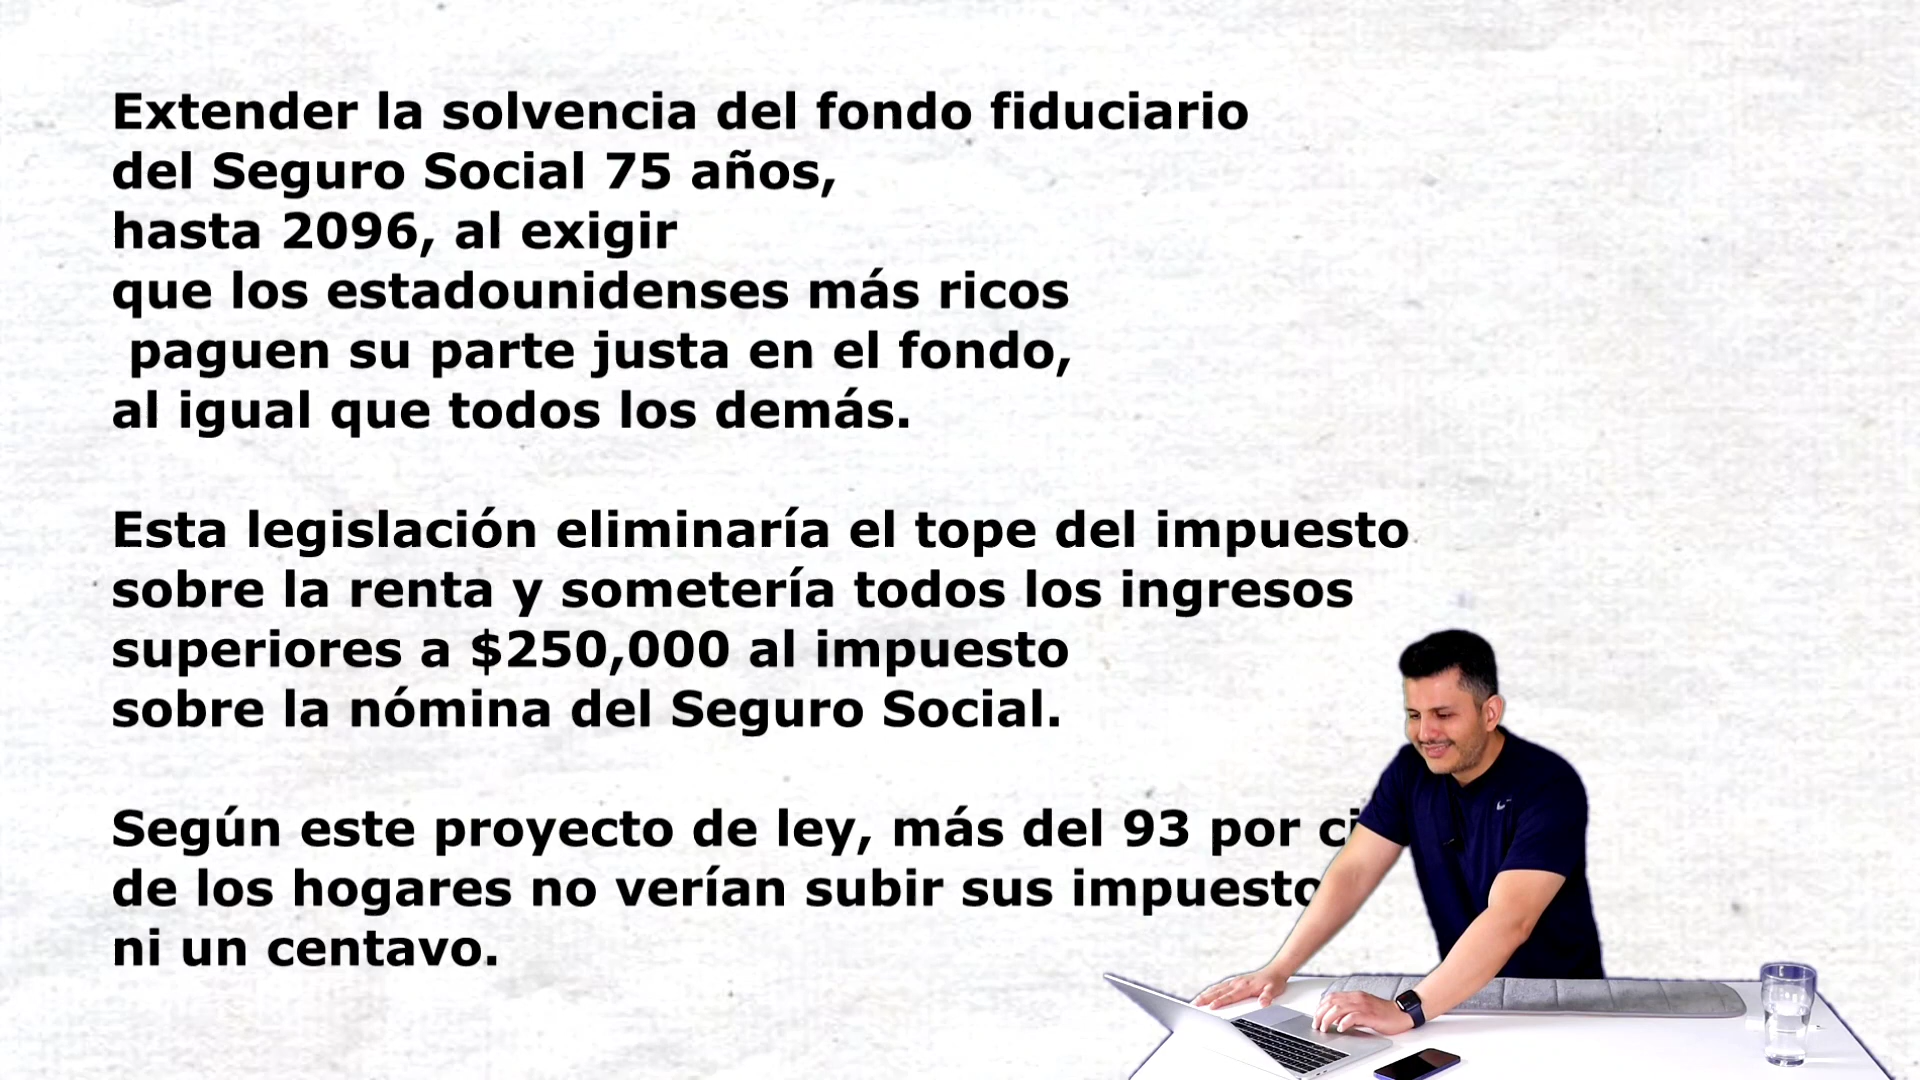 Extender la solvencia del fondo fiduciario
del Seguro Social 75 años,
hasta 2096, al exigir
que los estadounidenses más ricos
paguen su parte justa en el fondo,
al igual que todos los demás.
Esta legislación eliminaría el tope del impuesto
sobre la renta y sometería todos los ingresos
superiores a $250,000 al impuesto
sobre la nómina del Seguro Social.
Según este proyecto de ley, más del 93 por
de los hogares no verían subir sus
ni un centavo.